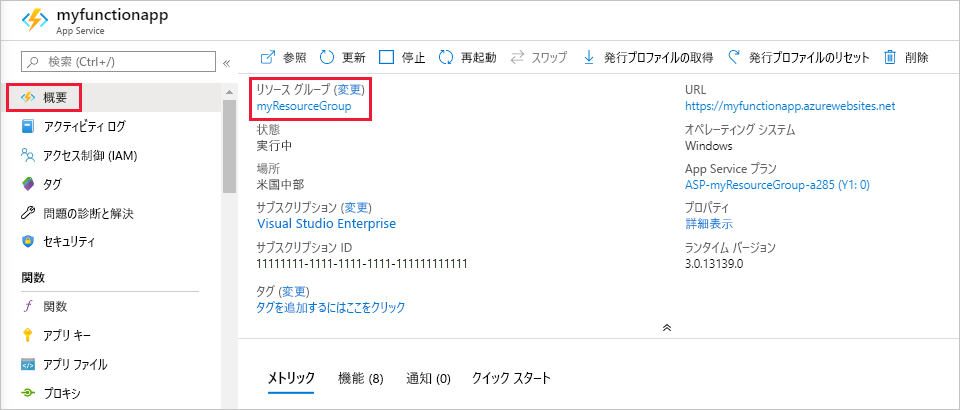 myfunctionapp
App Service
検索 (Ctrl+/)
«
概要
アクティビティ ログ
アクセス制御 (IAM)
タグ
問題の診断と解決
セキュリティ
関数
関数
アプリ キー
アプリ ファイル
プロキシ
参照 更新 停止 再起動 スワップ 発行プロファイルの取得 発行プロファイルのリセット 削除
リソース グループ (変更)
myResourceGroup
状態
実行中
場所
米国中部
サブスクリプション (変更)
Visual Studio Enterprise
サブスクリプション ID
11111111-1111-1111-1111-111111111111
タグ (変更)
タグを追加するにはここをクリック
URL
https://myfunctionapp.azurewebsites.net
オペレーティング システム
Windows
App Service プラン
ASP-myResourceGroup-a285 (Y1: 0)
プロパティ
詳細表示
ランタイム バージョン
3.0.13139.0
メトリック 機能 (8) 通知 (0) クイック スタート